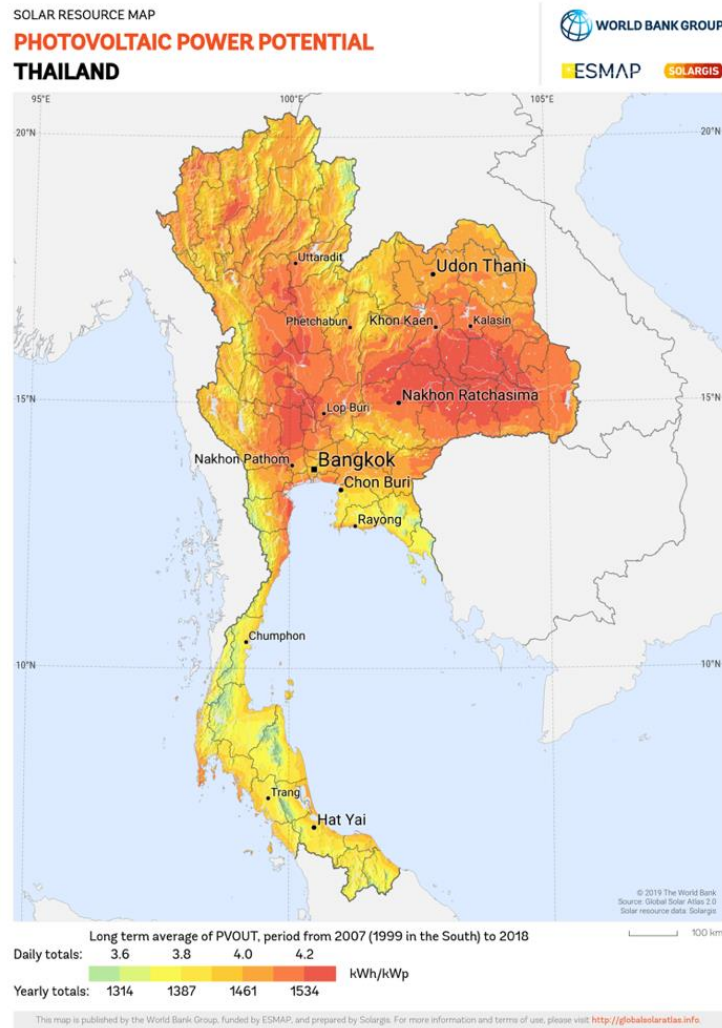 SOLAR RESOURCE MAP
PHOTOVOLTAIC POWER POTENTIAL
THAILAND
WORLD BANK GROUP
ESMAP
SOLARGIS
95°E
100°E
105°E
20°N
20°N
Uttaradit
Udon Thani
Phetchabun
Khon Kaen
Kalasin
15°N
Nakhon Ratchasima
15°N
Lop Buri
Nakhon Pathom
Bangkok
Chon Buri
Rayong
Chumphon
10°N
10°N
Trang
Hat Yai
© 2019 The World Bank
Source: Global Solar Atlas 2.0
Solar resource data: Solargis
Long term average of PVOUT, period from 2007 (1999 in the South) to 2018
100 km
Daily totals: 3.6 3.8 4.0 4.2
kWh/kWp
Yearly totals: 1314 1387 1461 1534
This map is published by the World Bank Group, funded by ESMAP, and prepared by Solargis. For more information and terms of use, please visit http://globalsolaratlas.info.